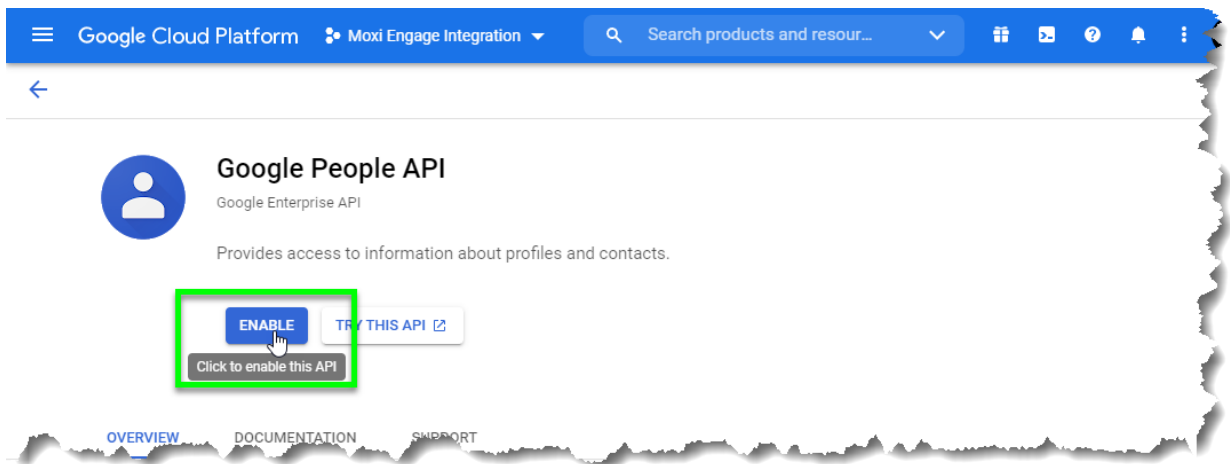 Google Cloud Platform Moxi Engage Integration Search products and resour...
Google People API
Google Enterprise API
Provides access to information about profiles and contacts.
ENABLE TRY THIS API
Click to enable this API
OVERVIEW DOCUMENTATION SUPPORT